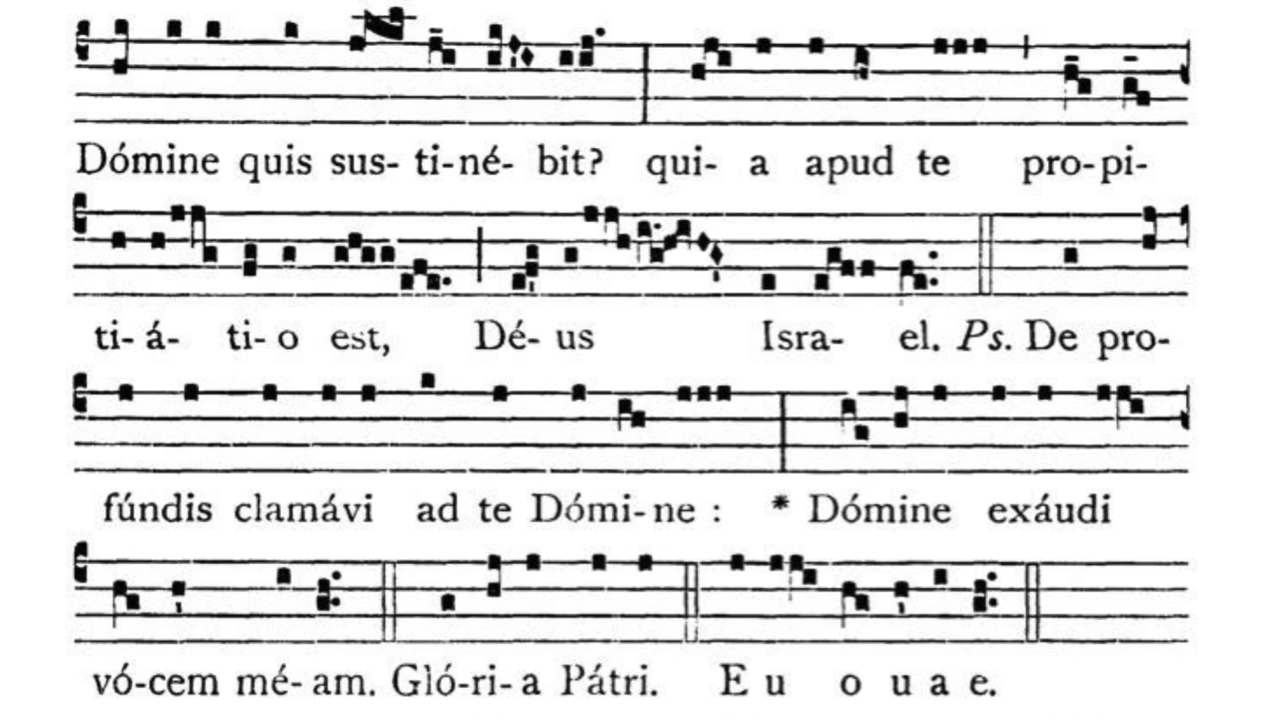 Dómine quis sus- ti-né- bit? qui- a apud te pro-pi-
ti- á- ti- o est, Dé- us Isra- el. Ps. De pro-
fúndis clamávi ad te Dómi- ne : * Dómine exáudi
vó-cem mé- am. Gló-ri- a Pátri. E u o u a e.